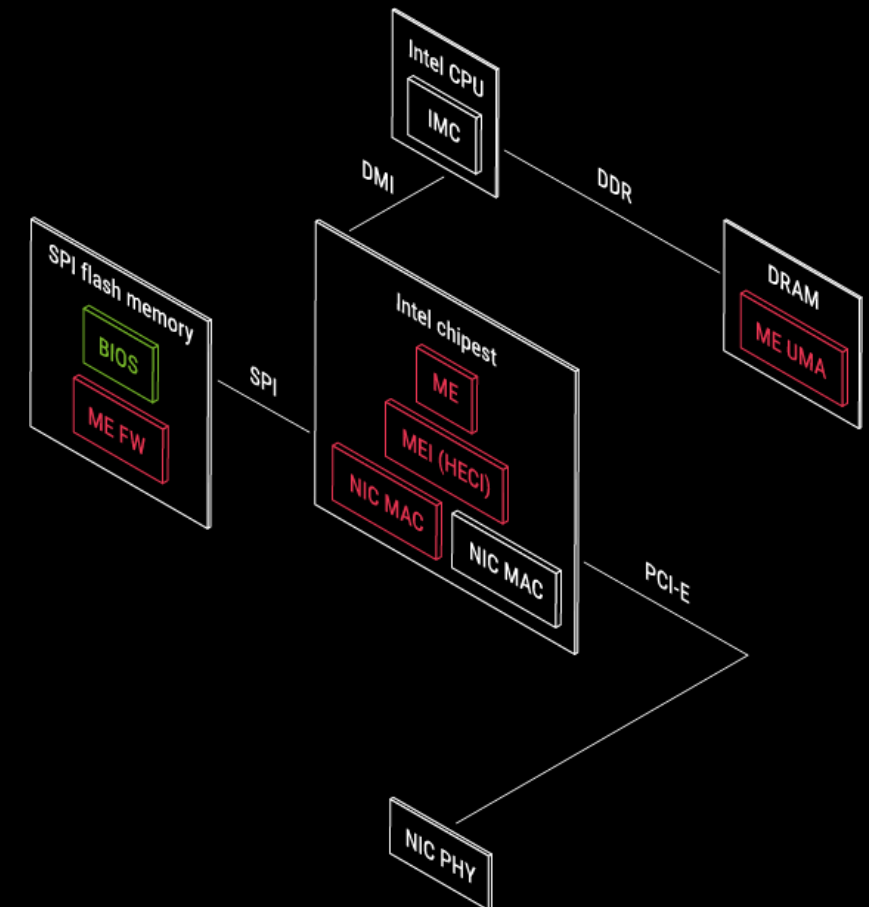 Intel CPU
IMC
DMI
DDR
SPI flash memory
BIOS
ME FW
SPI
Intel chipest
ME
MEI (HECI)
NIC MAC
NIC MAC
DRAM
ME UMA
PCI-E
NIC PHY